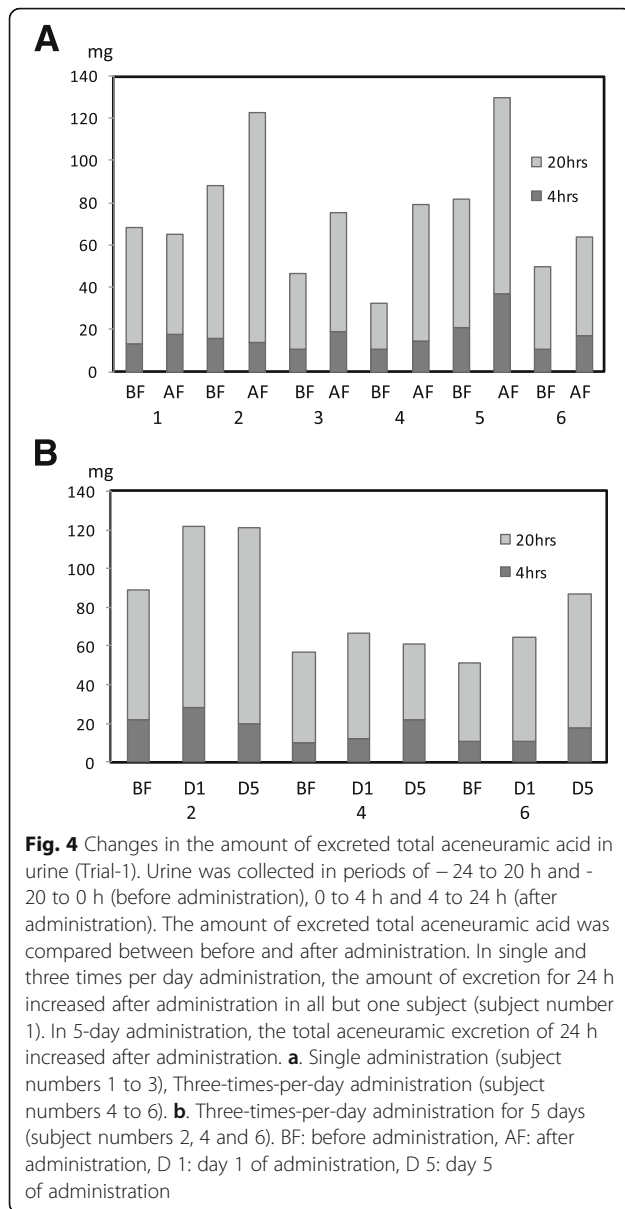 A
mg
140
120
100
80
60
40
20
0
20hrs
4hrs
BF AF BF AF BF AF BF AF BF AF BF AF
1 2 3 4 5 6
B
mg
140
120
100
80
60
40
20
0
20hrs
4hrs
BF D1 D5 BF D1 D5 BF D1 D5
2 4 6
Fig. 4 Changes in the amount of excreted total aceneuramic acid in
urine (Trial-1). Urine was collected in periods of − 24 to 20 h and -
20 to 0 h (before administration), 0 to 4 h and 4 to 24 h (after
administration). The amount of excreted total aceneuramic acid was
compared between before and after administration. In single and
three times per day administration, the amount of excretion for 24 h
increased after administration in all but one subject (subject number
1). In 5-day administration, the total aceneuramic excretion of 24 h
increased after administration. a. Single administration (subject
numbers 1 to 3), Three-times-per-day administration (subject
numbers 4 to 6). b. Three-times-per-day administration for 5 days
(subject numbers 2, 4 and 6). BF: before administration, AF: after
administration, D 1: day 1 of administration, D 5: day 5
of administration